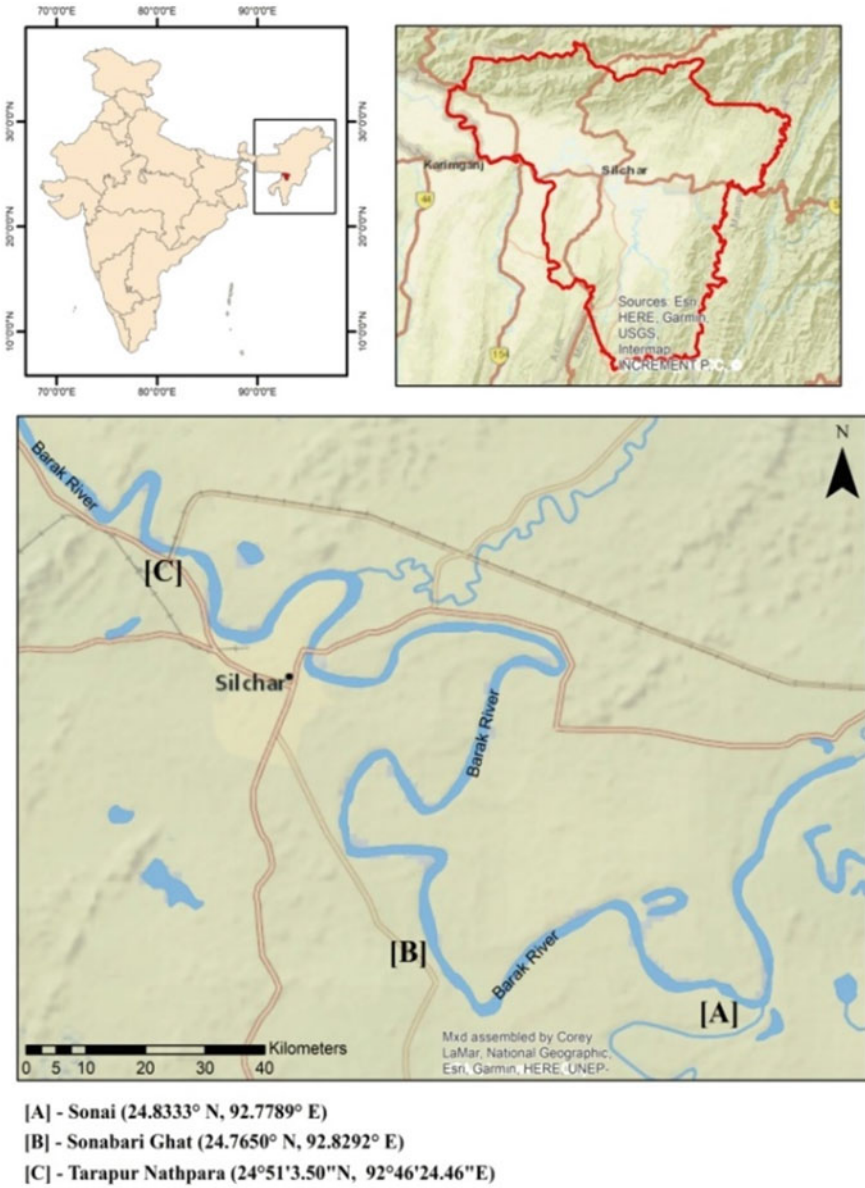 70°0'0"E 80°0'0"E 90°0'0"E
30°0'0"N
20°0'0"N
10°0'0"N
30°0'0"N
20°0'0"N
10°0'0"N
70°0'0"E 80°0'0"E 90°0'0"E
Karimganj
Silchar
44
154
Sources: Esri,
HERE, Garmin,
USGS,
Intermap,
INCREMENT P
N
Barak River
[C]
Silchar
Barak River
[B]
Barak River
[A]
Kilometers
0 5 10 20 30 40
Mxd assembled by Corey
LaMar, National Geographic,
Esri, Garmin, HERE, UNEP-
[A] - Sonai (24.8333° N, 92.7789° E)
[B] - Sonabari Ghat (24.7650° N, 92.8292° E)
[C] - Tarapur Nathpara (24°51'3.50"N, 92°46'24.46"E)